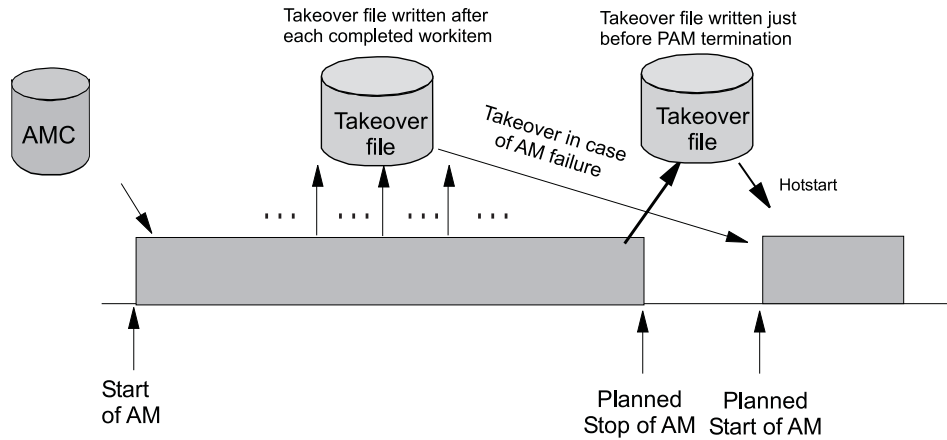 Takeover file written after
each completed workitem
Takeover file written just
before PAM termination
AMC
Takeover
file
Takeover in case
of AM failure
Takeover
file
Hotstart
. . .
. . .
. . .
. . .
Start
of AM
Planned
Stop of AM
Planned
Start of AM